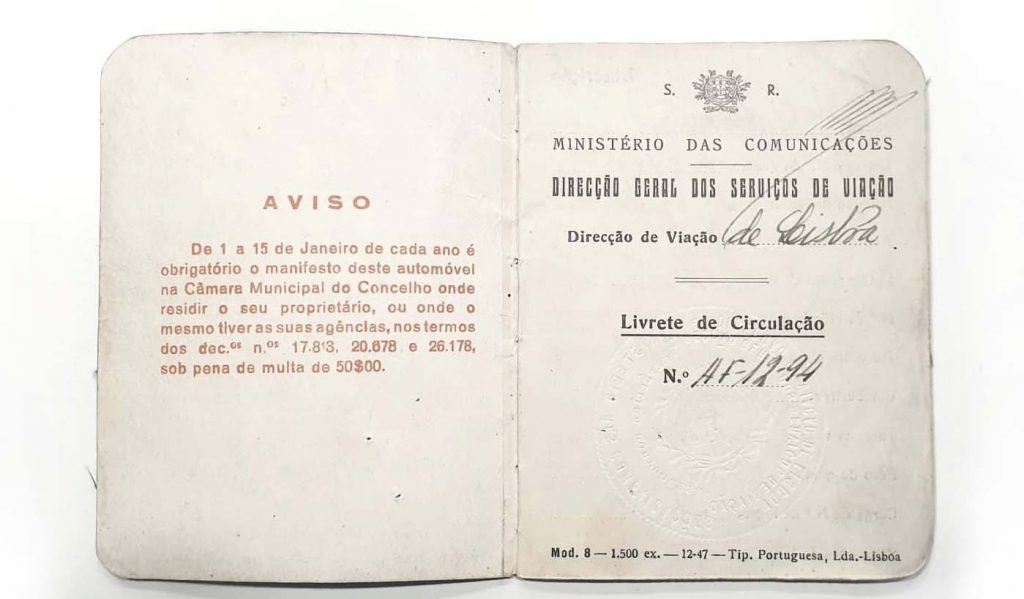 AVISO
De 1 a 15 de Janeiro de cada ano é
obrigatório o manifesto deste automóvel
na Câmara Municipal do Concelho onde
residir o seu proprietário, ou onde o
mesmo tiver as suas agências, nos termos
dos dec.ºˢ n.ºˢ 17.813, 20.678 e 26.178,
sob pena de multa de 50$00.
S. R.
MINISTÉRIO DAS COMUNICAÇÕES
DIRECÇÃO GERAL DOS SERVIÇOS DE VIAÇÃO
Direcção de Viação de Lisboa
Livrete de Circulação
N.º AF-12-94
Mod. 8 — 1.500 ex. — 12-47 — Tip. Portuguesa, Lda.-Lisboa